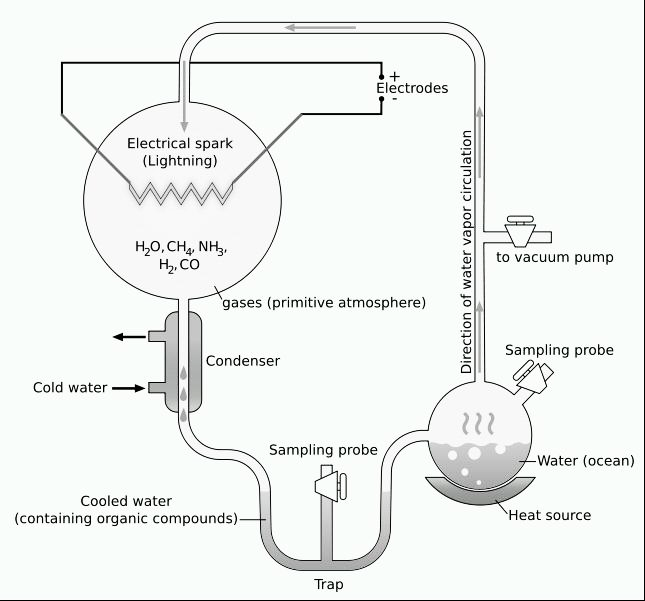 +
Electrodes
-
Electrical spark
(Lightning)
H₂O, CH₄, NH₃,
H₂, CO
gases (primitive atmosphere)
Direction of water vapor circulation
to vacuum pump
Sampling probe
Condenser
Cold water
Sampling probe
Water (ocean)
Cooled water
(containing organic compounds)
Heat source
Trap